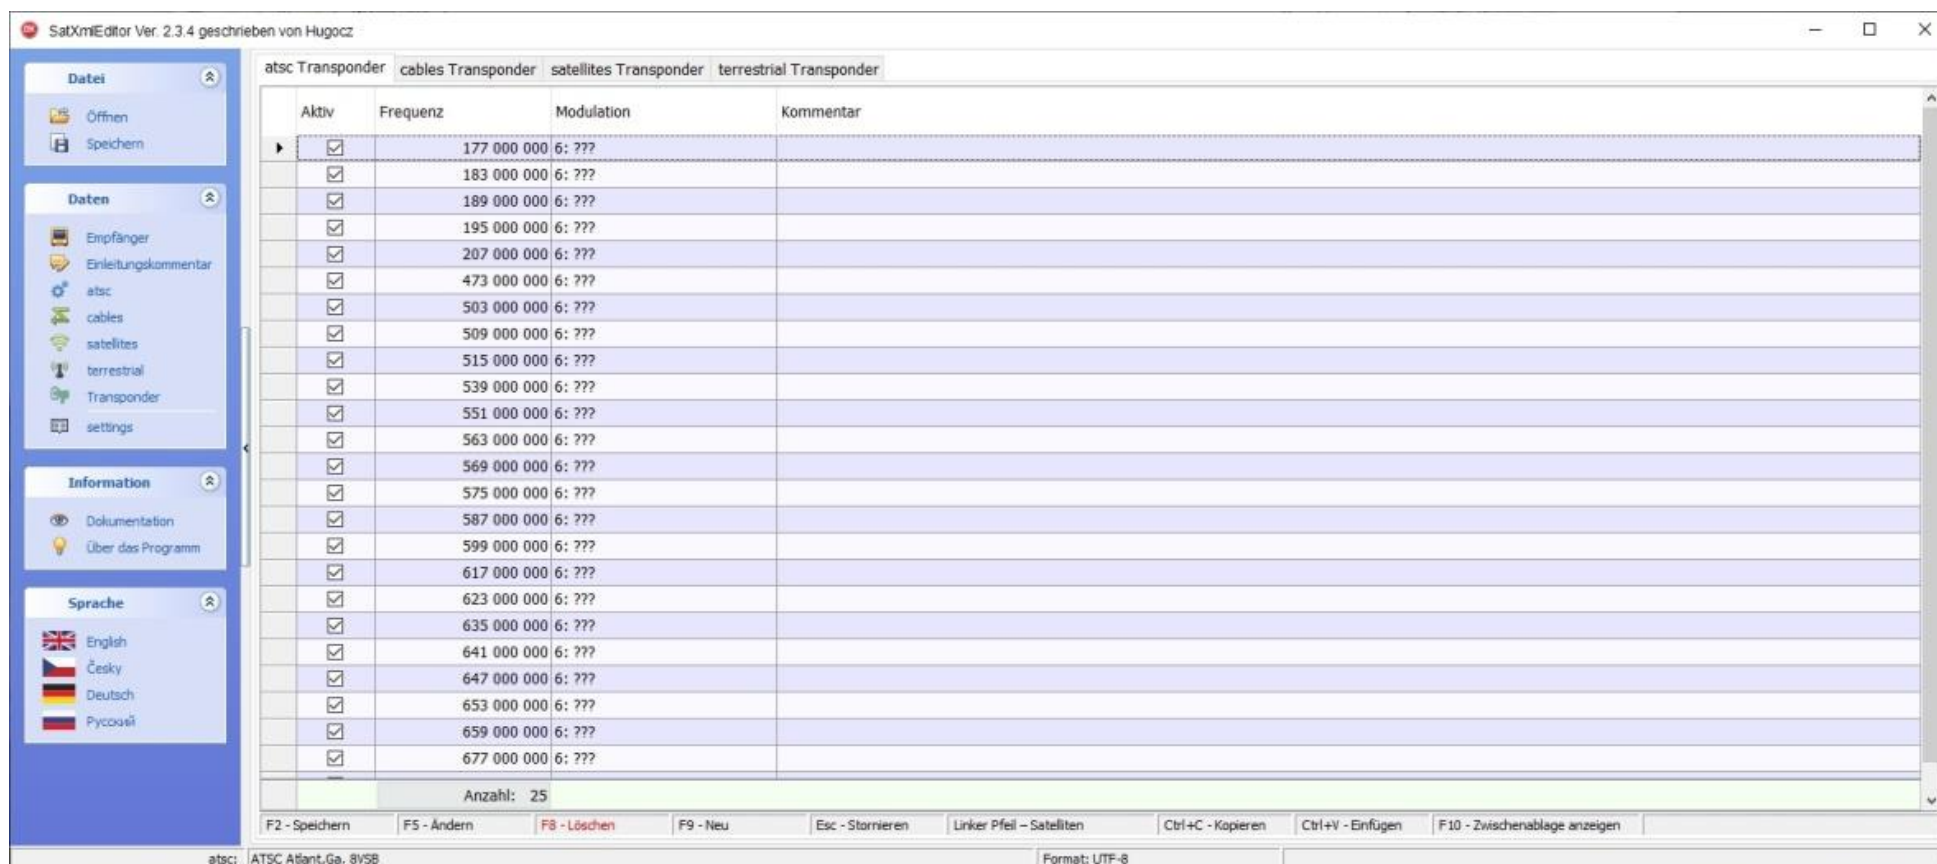 SatXmlEditor Ver. 2.3.4 geschrieben von Hugocz
Datei
Öffnen
Speichern
Daten
Empfänger
Einleitungskommentar
atsc
cables
satellites
terrestrial
Transponder
settings
Information
Dokumentation
Über das Programm
Sprache
English
Česky
Deutsch
Русский
atsc Transponder cables Transponder satellites Transponder terrestrial Transponder
Aktiv Frequenz Modulation Kommentar
177 000 000 6: ???
183 000 000 6: ???
189 000 000 6: ???
195 000 000 6: ???
207 000 000 6: ???
473 000 000 6: ???
503 000 000 6: ???
509 000 000 6: ???
515 000 000 6: ???
539 000 000 6: ???
551 000 000 6: ???
563 000 000 6: ???
569 000 000 6: ???
575 000 000 6: ???
587 000 000 6: ???
599 000 000 6: ???
617 000 000 6: ???
623 000 000 6: ???
635 000 000 6: ???
641 000 000 6: ???
647 000 000 6: ???
653 000 000 6: ???
659 000 000 6: ???
677 000 000 6: ???
Anzahl: 25
F2 - Speichern F5 - Ändern F8 - Löschen F9 - Neu Esc - Stornieren Linker Pfeil – Satelliten Ctrl+C - Kopieren Ctrl+V - Einfügen F10 - Zwischenablage anzeigen
atsc: ATSC Atlant.Ga. 8VSB Format: UTF-8